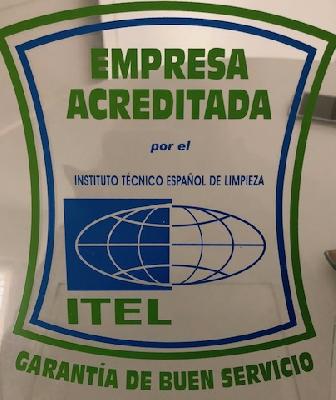 EMPRESA
ACREDITADA
por el
INSTITUTO TÉCNICO ESPAÑOL DE LIMPIEZA
ITEL
GARANTÍA DE BUEN SERVICIO